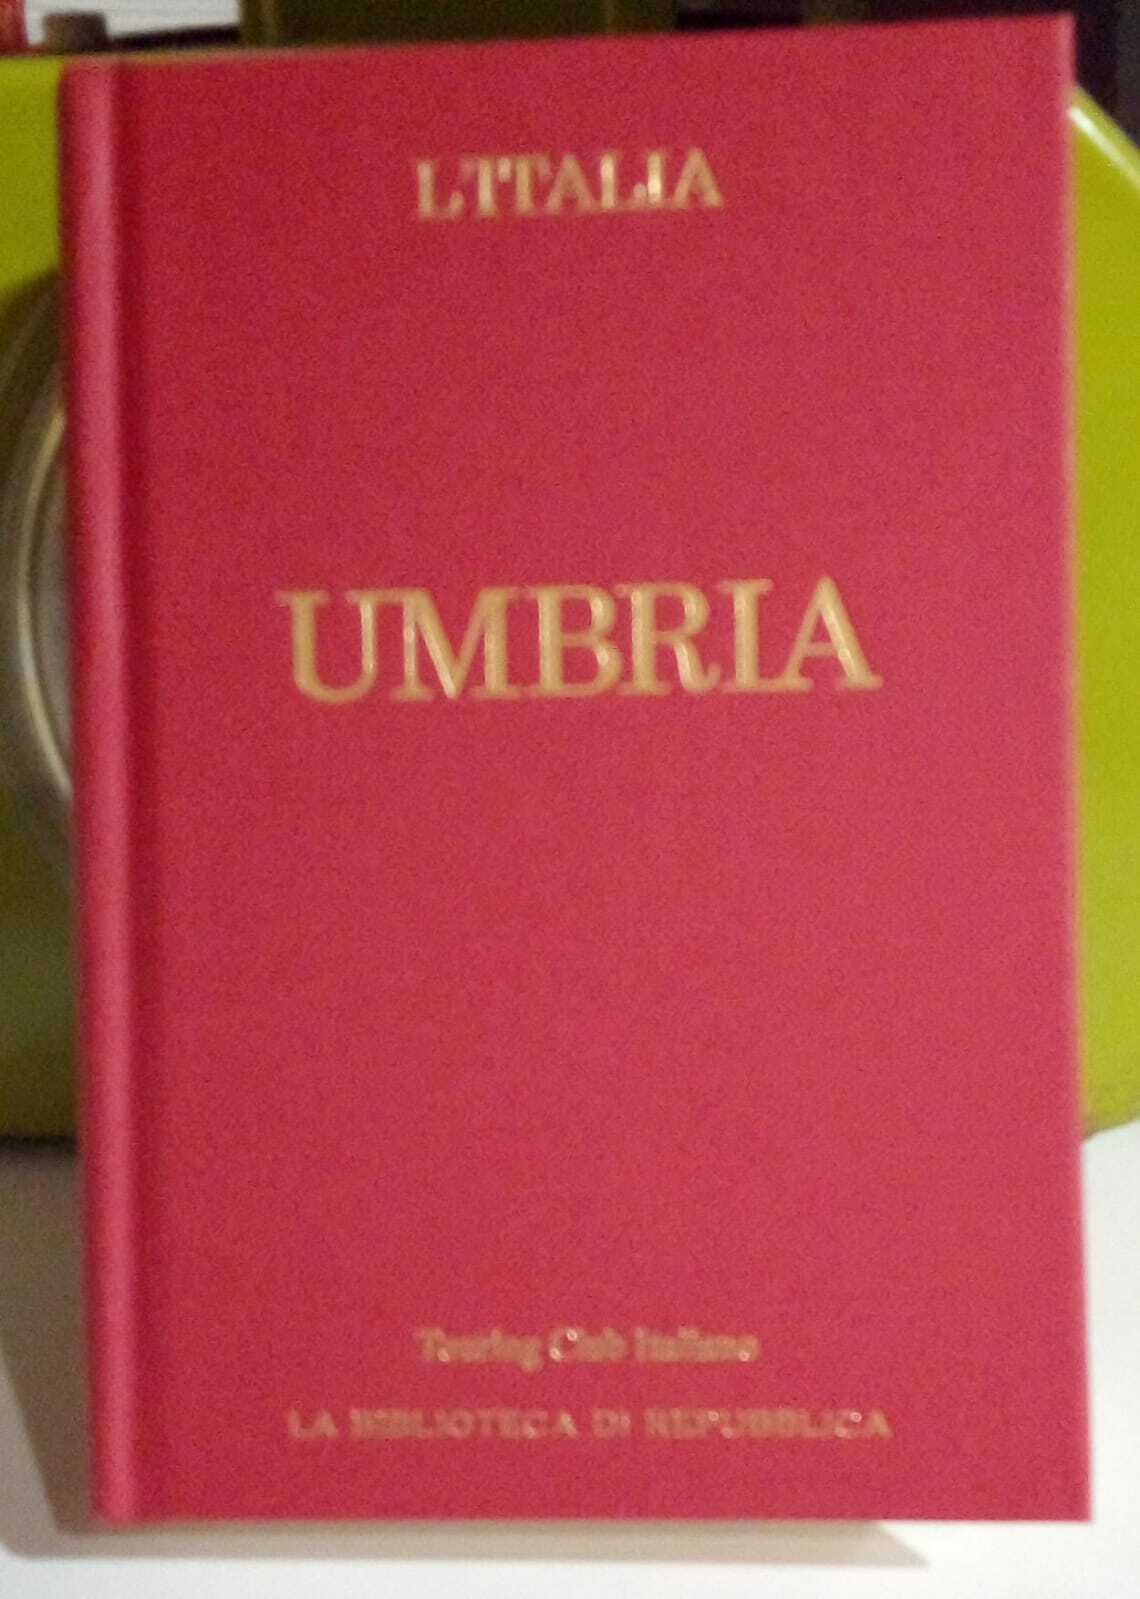 L'ITALIA
UMBRIA
Touring Club Italiano
LA BIBLIOTECA DI REPUBBLICA